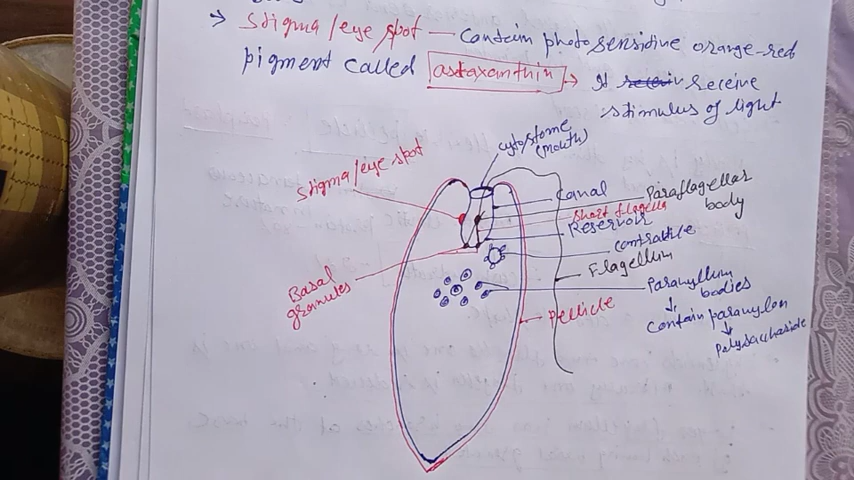 → Stigma/eye spot — Contain photosensitive orange-red
pigment called astaxanthin → It receive
stimulus of light
cytostome
(mouth)
Stigma/eye spot
Canal
Paraflagellar
body
Short flagella
Reservoir
contractile
Flagellum
Basal
granules
Paramyllum
bodies
↓
Contain paramylon
↓
Polysaccharide
Pellicle